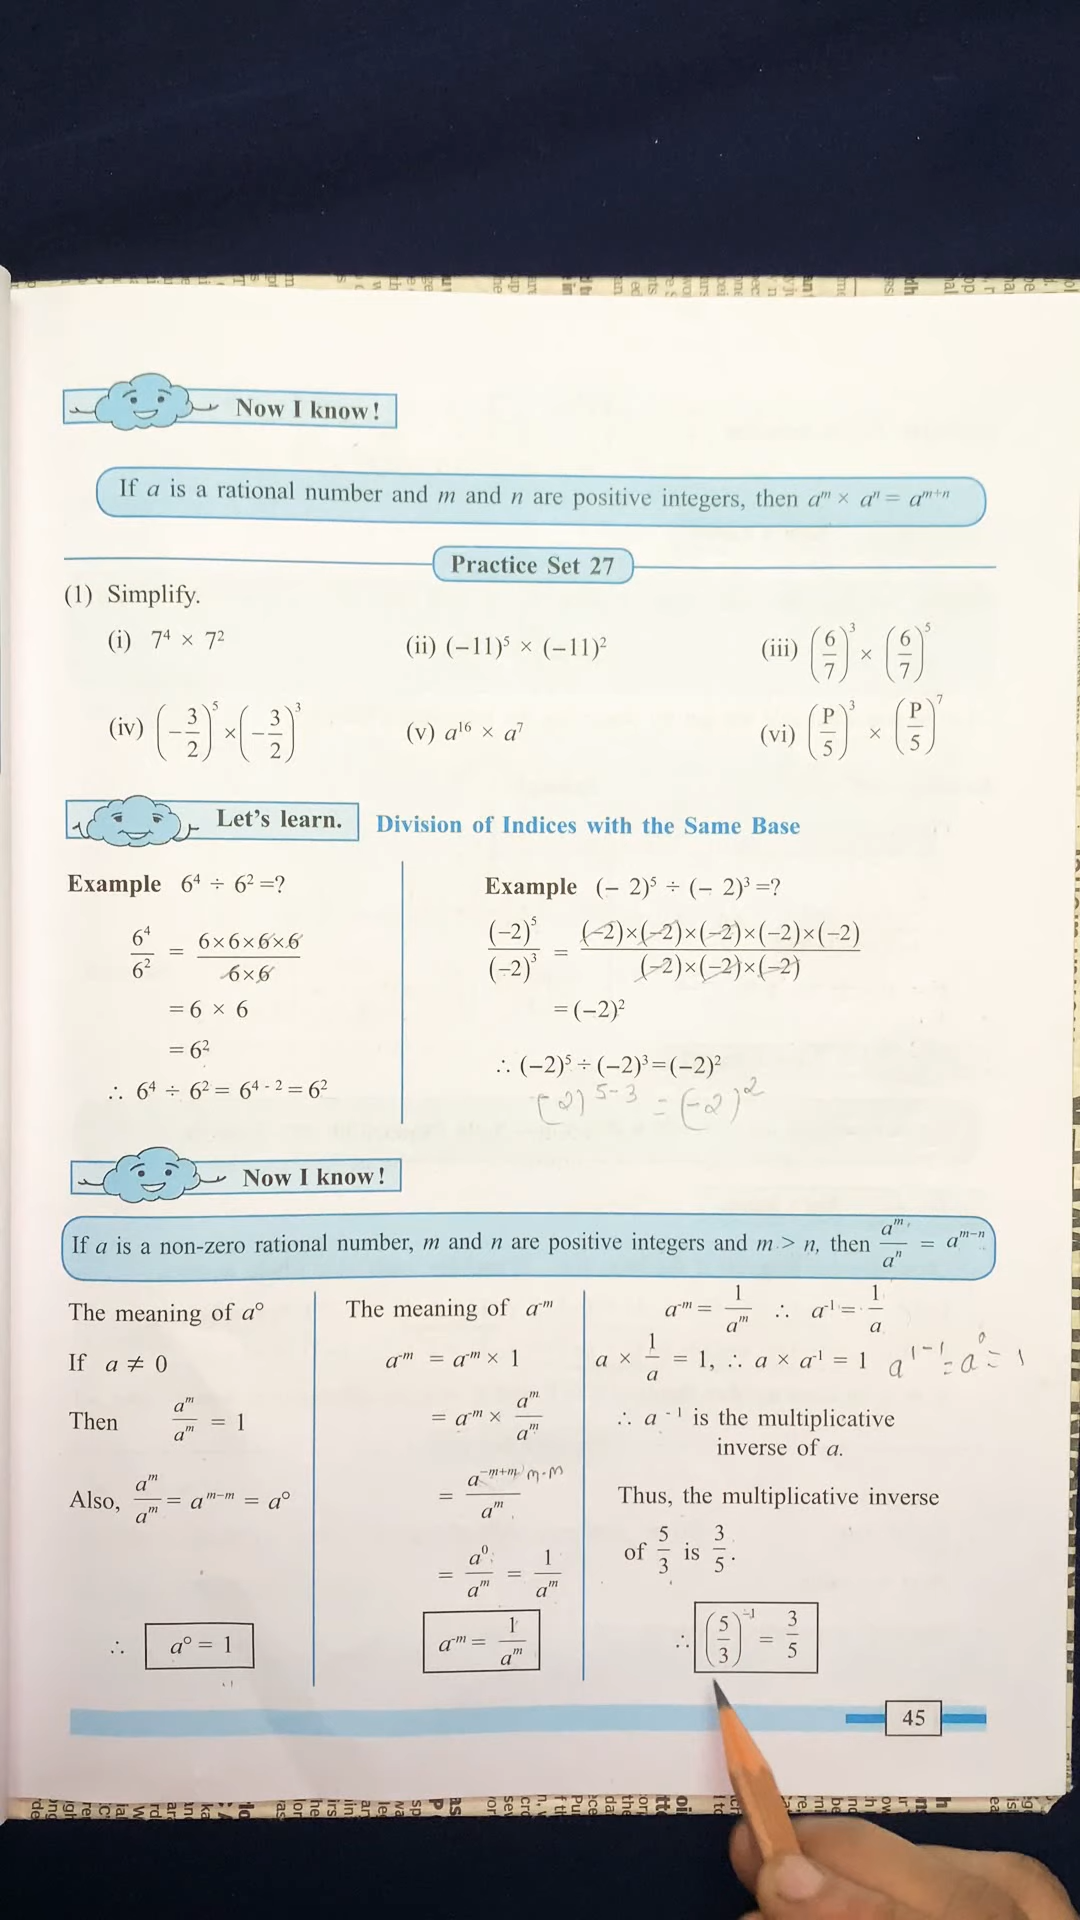 Now I know!
If a is a rational number and m and n are positive integers, then aᵐ × aⁿ = aᵐ⁺ⁿ
Practice Set 27
(1) Simplify.
(i) 7⁴ × 7² (ii) (−11)⁵ × (−11)² (iii) (6/7)³ × (6/7)⁵
(iv) (−3/2)⁵ × (−3/2)³ (v) a¹⁶ × a⁷ (vi) (P/5)³ × (P/5)⁷
Let's learn. Division of Indices with the Same Base
Example 6⁴ ÷ 6² =?
6⁴/6² = 6×6×6×6/6×6
= 6 × 6
= 6²
∴ 6⁴ ÷ 6² = 6⁴⁻² = 6²
Example (− 2)⁵ ÷ (− 2)³ =?
(−2)⁵/(−2)³ = (−2)×(−2)×(−2)×(−2)×(−2)/(−2)×(−2)×(−2)
= (−2)²
∴ (−2)⁵ ÷ (−2)³ = (−2)²
(-2)⁵⁻³ = (-2)²
Now I know!
If a is a non-zero rational number, m and n are positive integers and m > n, then aᵐ/aⁿ = aᵐ⁻ⁿ
The meaning of a⁰
If a ≠ 0
Then aᵐ/aᵐ = 1
Also, aᵐ/aᵐ = aᵐ⁻ᵐ = a⁰
∴ a⁰ = 1
The meaning of a⁻ᵐ
a⁻ᵐ = a⁻ᵐ × 1
= a⁻ᵐ × aᵐ/aᵐ
= a⁻ᵐ⁺ᵐ/aᵐ m-m
= a⁰/aᵐ = 1/aᵐ
a⁻ᵐ = 1/aᵐ
a⁻ᵐ = 1/aᵐ ∴ a⁻¹ = 1/a
a × 1/a = 1, ∴ a × a⁻¹ = 1 a¹⁻¹ = a⁰ = 1
∴ a⁻¹ is the multiplicative
inverse of a.
Thus, the multiplicative inverse
of 5/3 is 3/5.
∴ (5/3)⁻¹ = 3/5
45